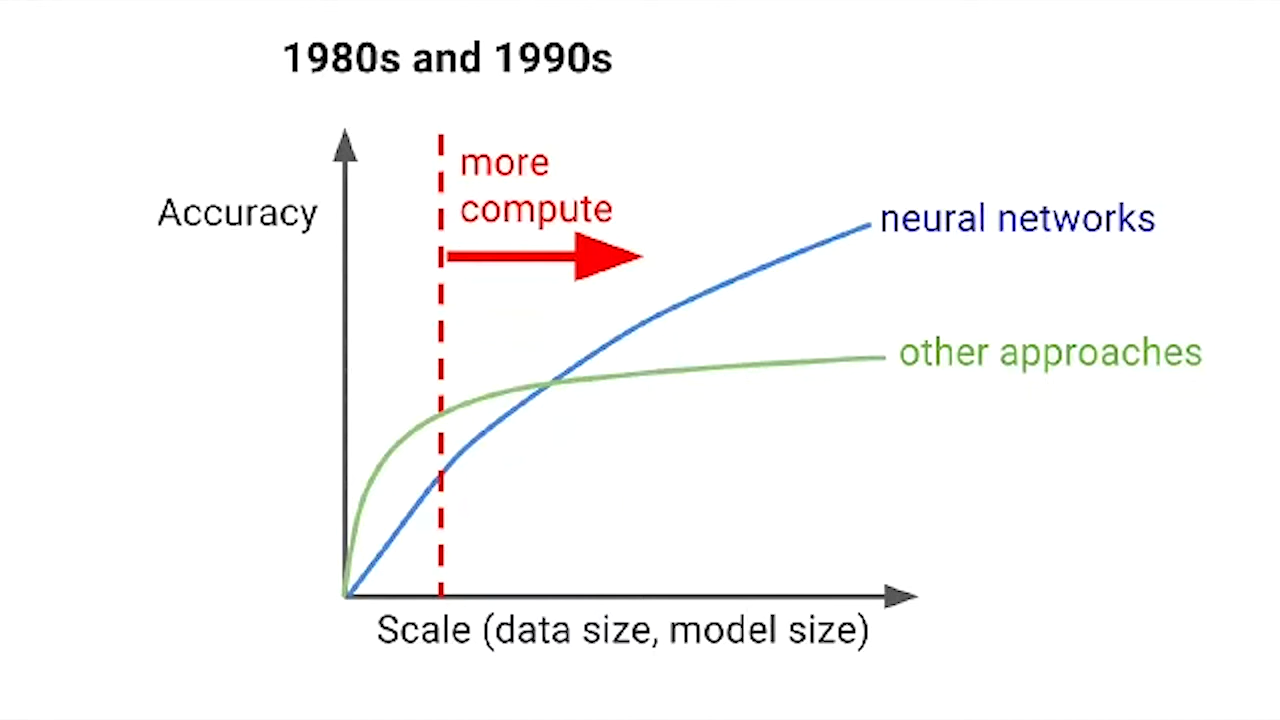 1980s and 1990s
more
compute
Accuracy
neural networks
other approaches
Scale (data size, model size)